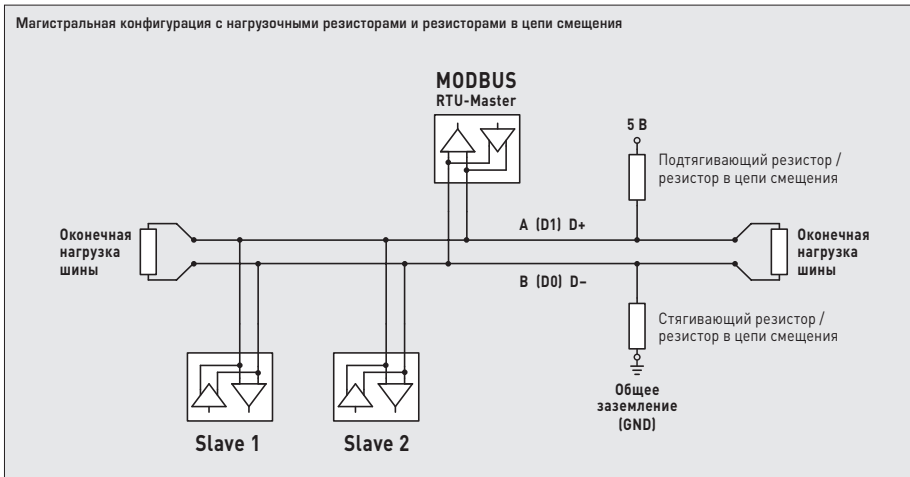 Магистральная конфигурация с нагрузочными резисторами и резисторами в цепи смещения
MODBUS
RTU-Master
5 В
Подтягивающий резистор /
резистор в цепи смещения
A (D1) D+
Оконечная
нагрузка
шины
Оконечная
нагрузка
шины
B (D0) D–
Стягивающий резистор /
резистор в цепи смещения
Общее
заземление
(GND)
Slave 1
Slave 2